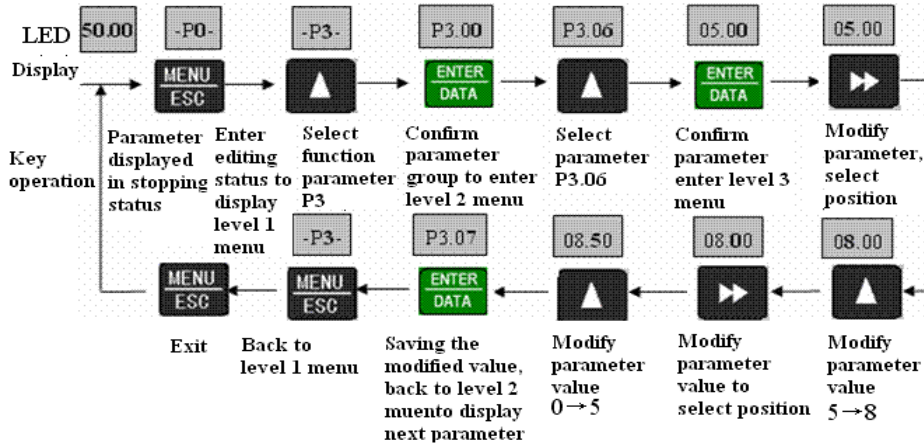 LED
50.00
-P0-
-P3-
P3.00
P3.06
05.00
05.00
Display
MENU
ESC
ENTER
DATA
ENTER
DATA
Key
operation
Parameter
displayed
in stopping
status
Enter
editing
status to
display
level 1
menu
Select
function
parameter
P3
Confirm
parameter
group to enter
level 2 menu
Select
parameter
P3.06
Confirm
parameter
enter level 3
menu
Modify
parameter,
select
position
-P3-
P3.07
08.50
08.00
08.00
MENU
ESC
MENU
ESC
ENTER
DATA
Exit
Back to
level 1 menu
Saving the
modified value,
back to level 2
muento display
next parameter
Modify
parameter
value
0→5
Modify
parameter
value to
select position
Modify
parameter
value
5→8